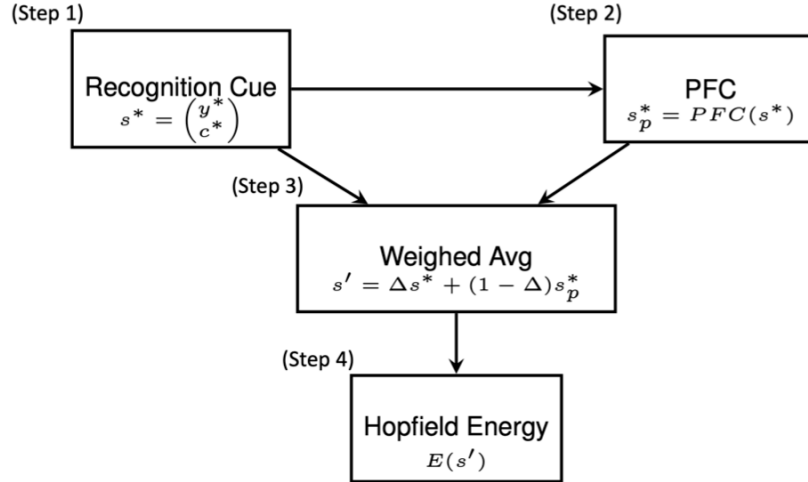 (Step 1)
(Step 2)
Recognition Cue
s* = (y* c*)
PFC
s*_p = PFC(s*)
(Step 3)
Weighed Avg
s′ = Δs* + (1 − Δ)s*_p
(Step 4)
Hopfield Energy
E(s′)